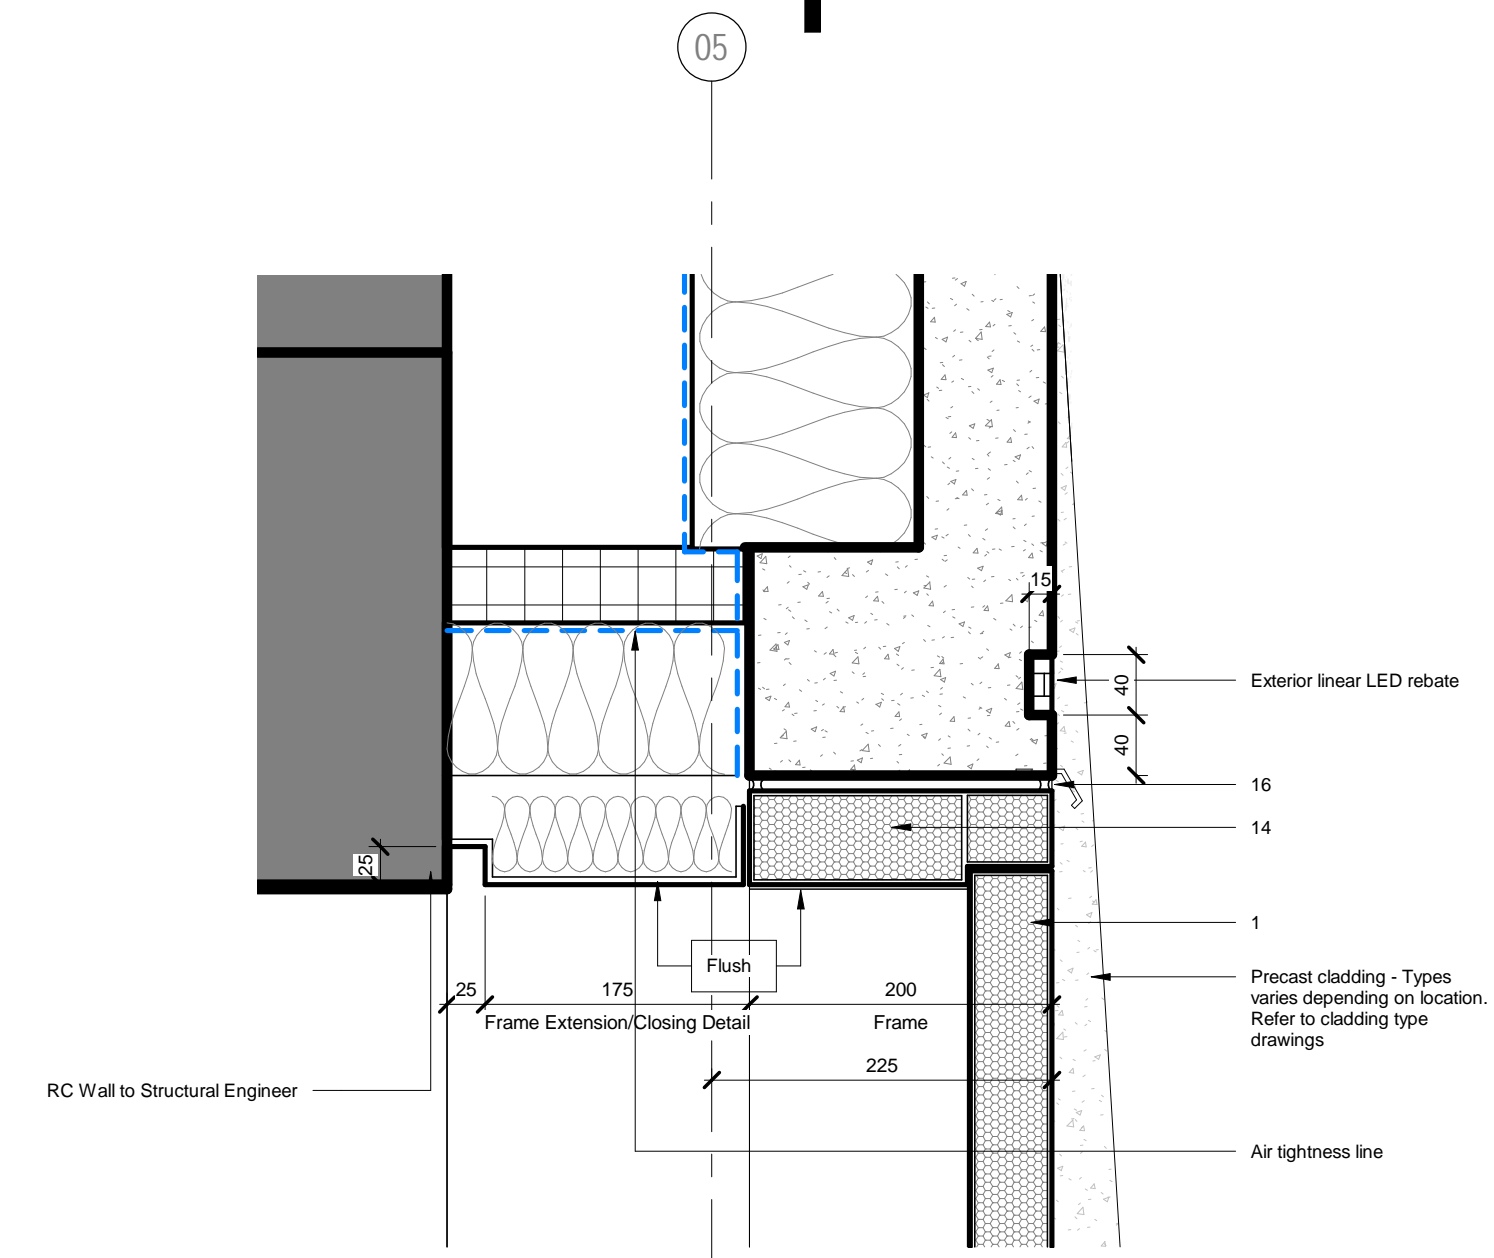 05
15
40
Exterior linear LED rebate
40
16
14
25
1
Flush
Precast cladding - Types
varies depending on location.
Refer to cladding type
drawings
25
175
200
Frame Extension/Closing Detail
Frame
225
RC Wall to Structural Engineer
Air tightness line